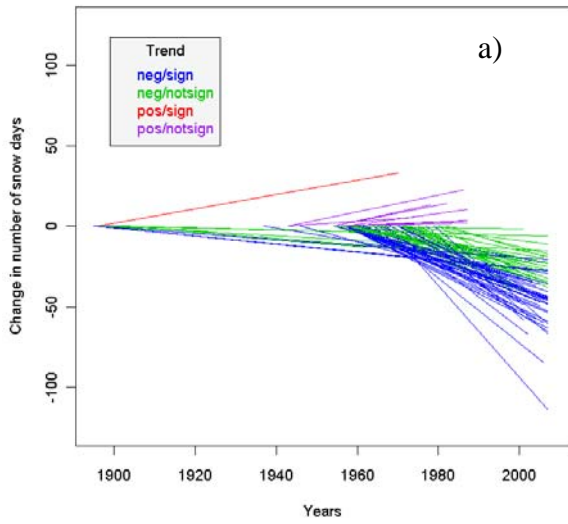 a)
Trend
neg/sign
neg/notsign
pos/sign
pos/notsign
Change in number of snow days
100
50
0
-50
-100
1900 1920 1940 1960 1980 2000
Years